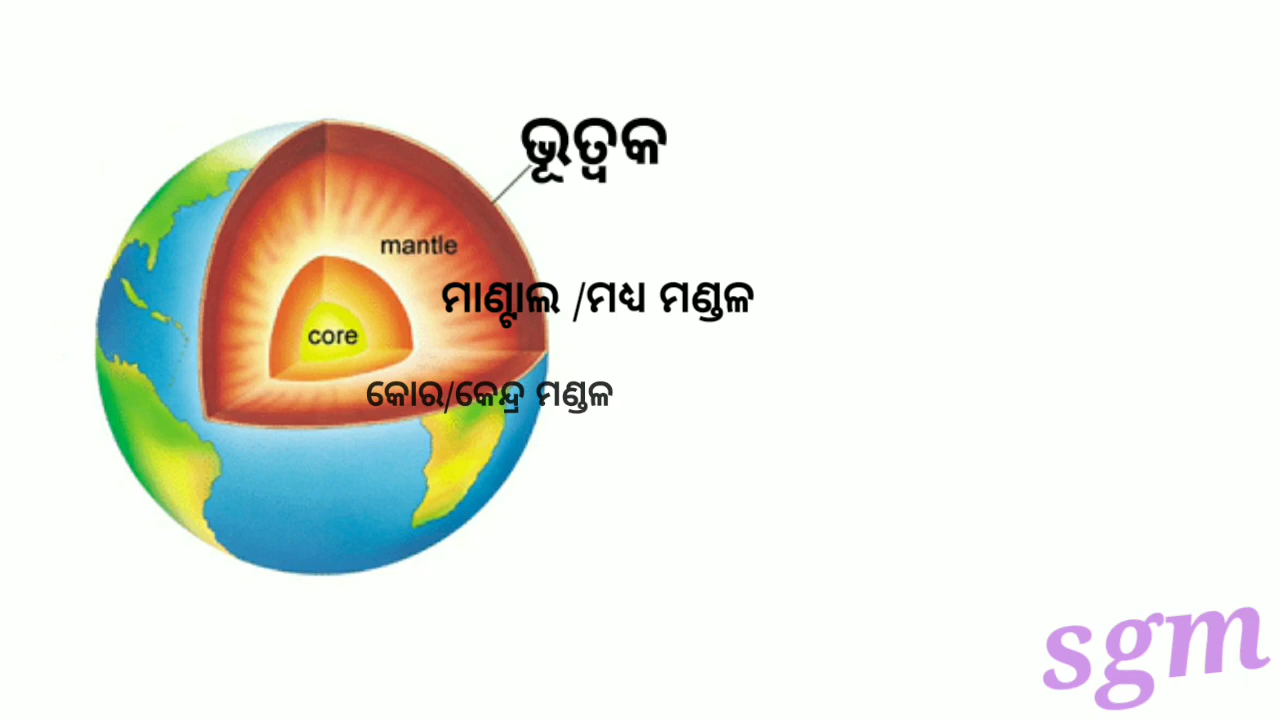 ଭୂତ୍ୱକ
mantle
ମାଣ୍ଟାଲ /ମଧ୍ୟ ମଣ୍ଡଳ
core
କୋର/କେନ୍ଦ୍ର ମଣ୍ଡଳ
sgm